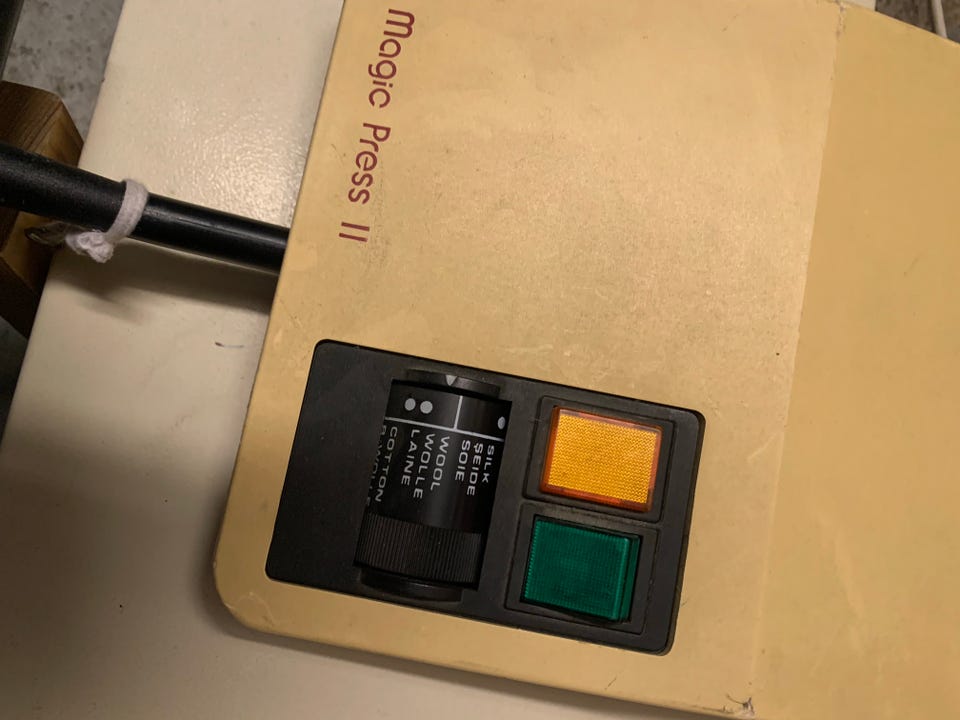 Magic Press II
SILK
SEIDE
SOIE
WOOL
WOLLE
LAINE
COTTON